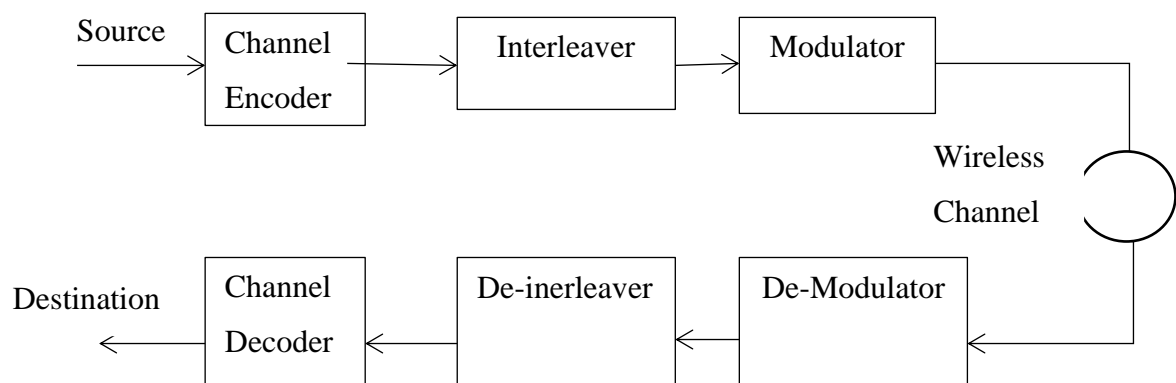 Source
Channel
Encoder
Interleaver
Modulator
Wireless
Channel
De-Modulator
De-inerleaver
Channel
Decoder
Destination